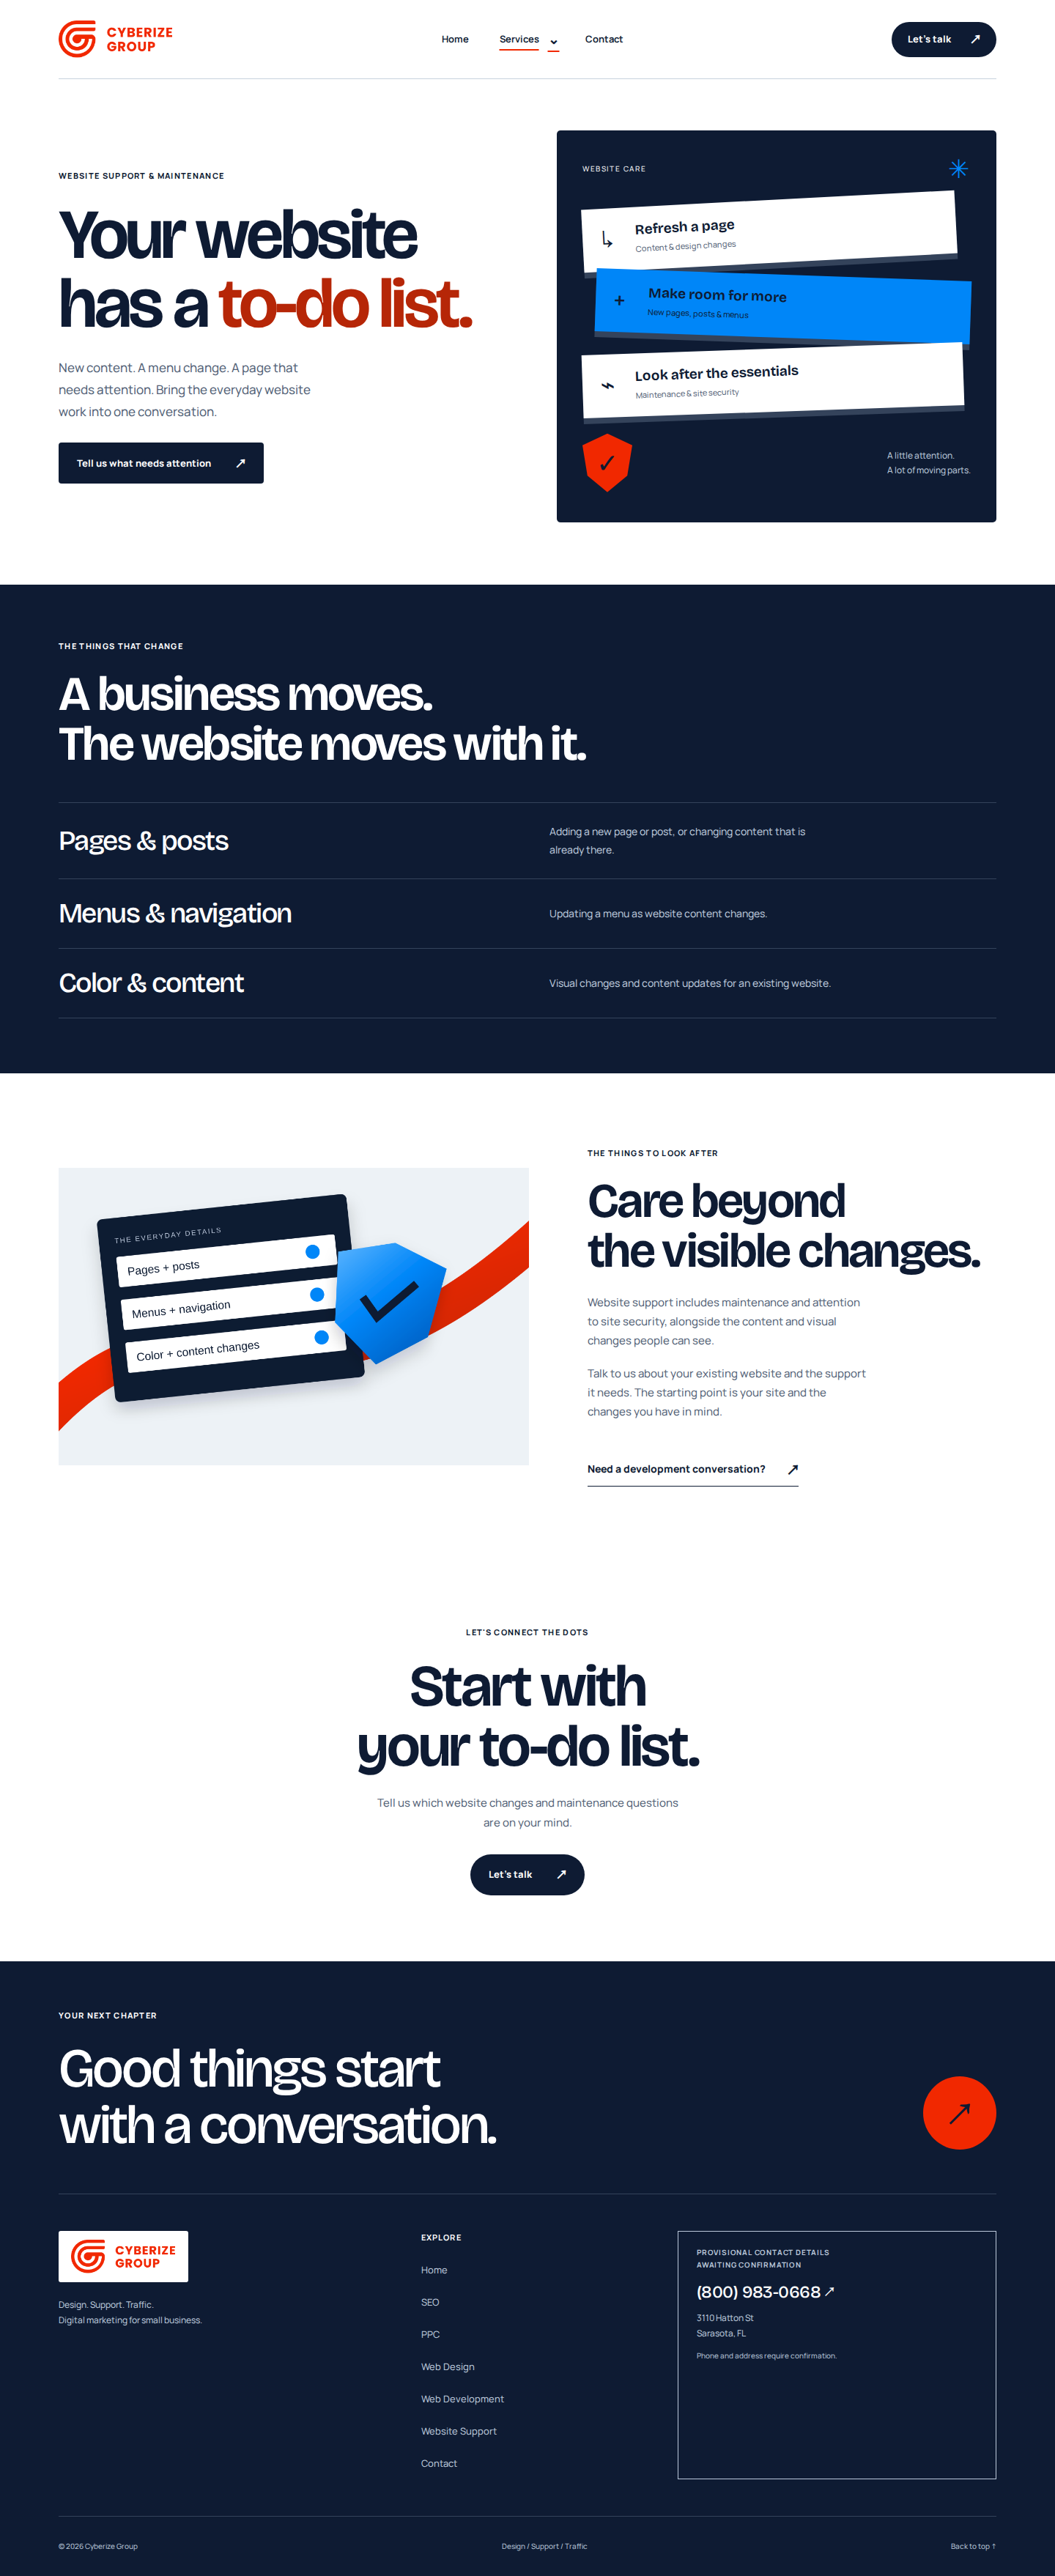 CYBERIZE
GROUP
Home
Services
Contact
Let's talk ↗
WEBSITE SUPPORT & MAINTENANCE
Your website
has a to-do list.
New content. A menu change. A page that
needs attention. Bring the everyday website
work into one conversation.
Tell us what needs attention ↗
WEBSITE CARE
Refresh a page
Content & design changes
+
Make room for more
New pages, posts & menus
Look after the essentials
Maintenance & site security
✓
A little attention.
A lot of moving parts.
THE THINGS THAT CHANGE
A business moves.
The website moves with it.
Pages & posts
Adding a new page or post, or changing content that is
already there.
Menus & navigation
Updating a menu as website content changes.
Color & content
Visual changes and content updates for an existing website.
THE EVERYDAY DETAILS
Pages + posts
Menus + navigation
Color + content changes
THE THINGS TO LOOK AFTER
Care beyond
the visible changes.
Website support includes maintenance and attention
to site security, alongside the content and visual
changes people can see.
Talk to us about your existing website and the support
it needs. The starting point is your site and the
changes you have in mind.
Need a development conversation? ↗
LET'S CONNECT THE DOTS
Start with
your to-do list.
Tell us which website changes and maintenance questions
are on your mind.
Let's talk ↗
YOUR NEXT CHAPTER
Good things start
with a conversation.
↗
CYBERIZE
GROUP
Design. Support. Traffic.
Digital marketing for small business.
EXPLORE
Home
SEO
PPC
Web Design
Web Development
Website Support
Contact
PROVISIONAL CONTACT DETAILS
AWAITING CONFIRMATION
(800) 983-0668 ↗
3110 Hatton St
Sarasota, FL
Phone and address require confirmation.
© 2026 Cyberize Group
Design / Support / Traffic
Back to top ↑